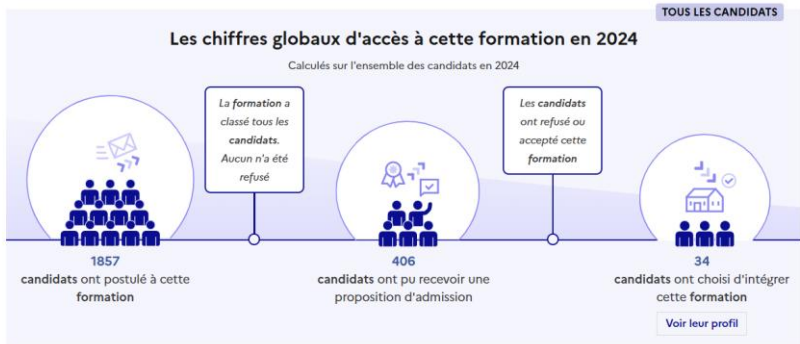 TOUS LES CANDIDATS
Les chiffres globaux d'accès à cette formation en 2024
Calculés sur l'ensemble des candidats en 2024
La formation a
classé tous les
candidats.
Aucun n'a été
refusé
Les candidats
ont refusé ou
accepté cette
formation
1857
candidats ont postulé à cette
formation
406
candidats ont pu recevoir une
proposition d'admission
34
candidats ont choisi d'intégrer
cette formation
Voir leur profil